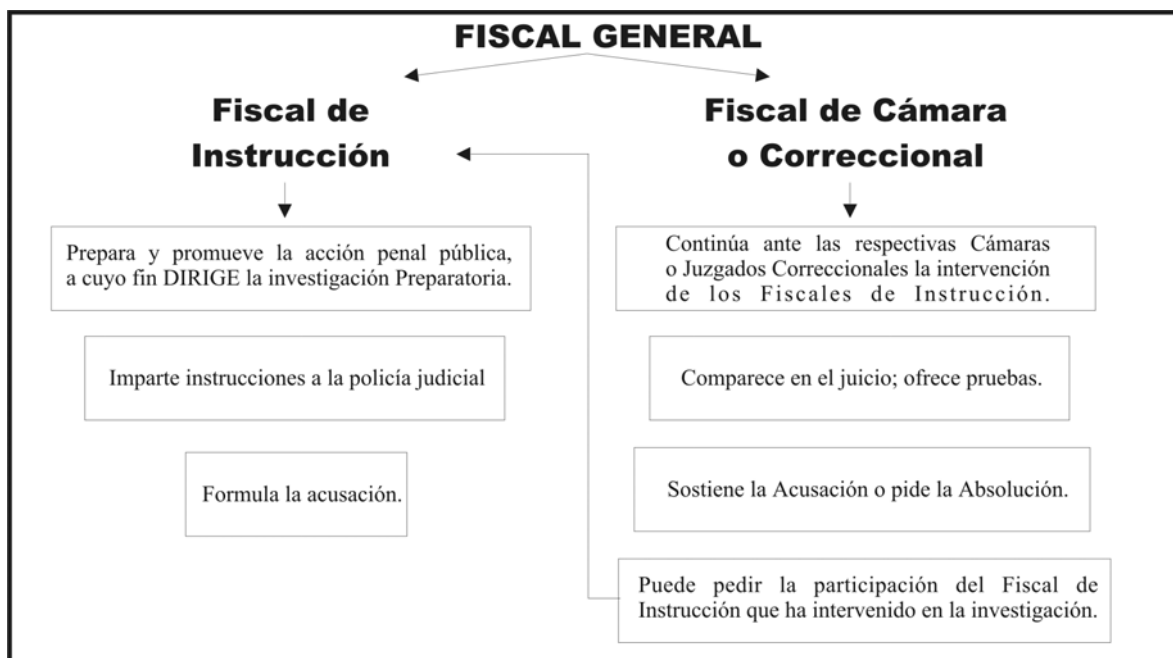 FISCAL GENERAL
Fiscal de
Instrucción
Prepara y promueve la acción penal pública,
a cuyo fin DIRIGE la investigación Preparatoria.
Imparte instrucciones a la policía judicial
Formula la acusación.
Fiscal de Cámara
o Correccional
Continúa ante las respectivas Cámaras
o Juzgados Correccionales la intervención
de los Fiscales de Instrucción.
Comparece en el juicio; ofrece pruebas.
Sostiene la Acusación o pide la Absolución.
Puede pedir la participación del Fiscal de
Instrucción que ha intervenido en la investigación.